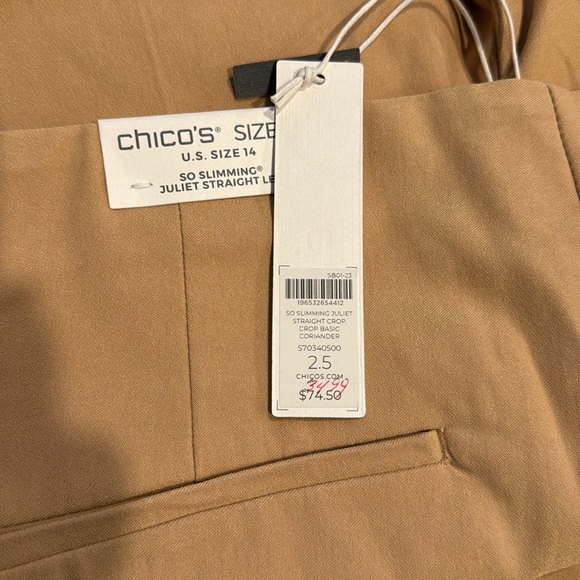 chico's® SIZE
U.S. SIZE 14
SO SLIMMING®
JULIET STRAIGHT LE
SB01-23
196532654412
SO SLIMMING JULIET
STRAIGHT CROP
CROP BASIC
CORIANDER
570340500
2.5
CHICOS.COM
34.99
$74.50